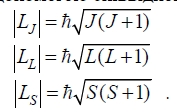 |L_J| = ħ√J(J+1)
|L_L| = ħ√L(L+1)
|L_S| = ħ√S(S+1) .